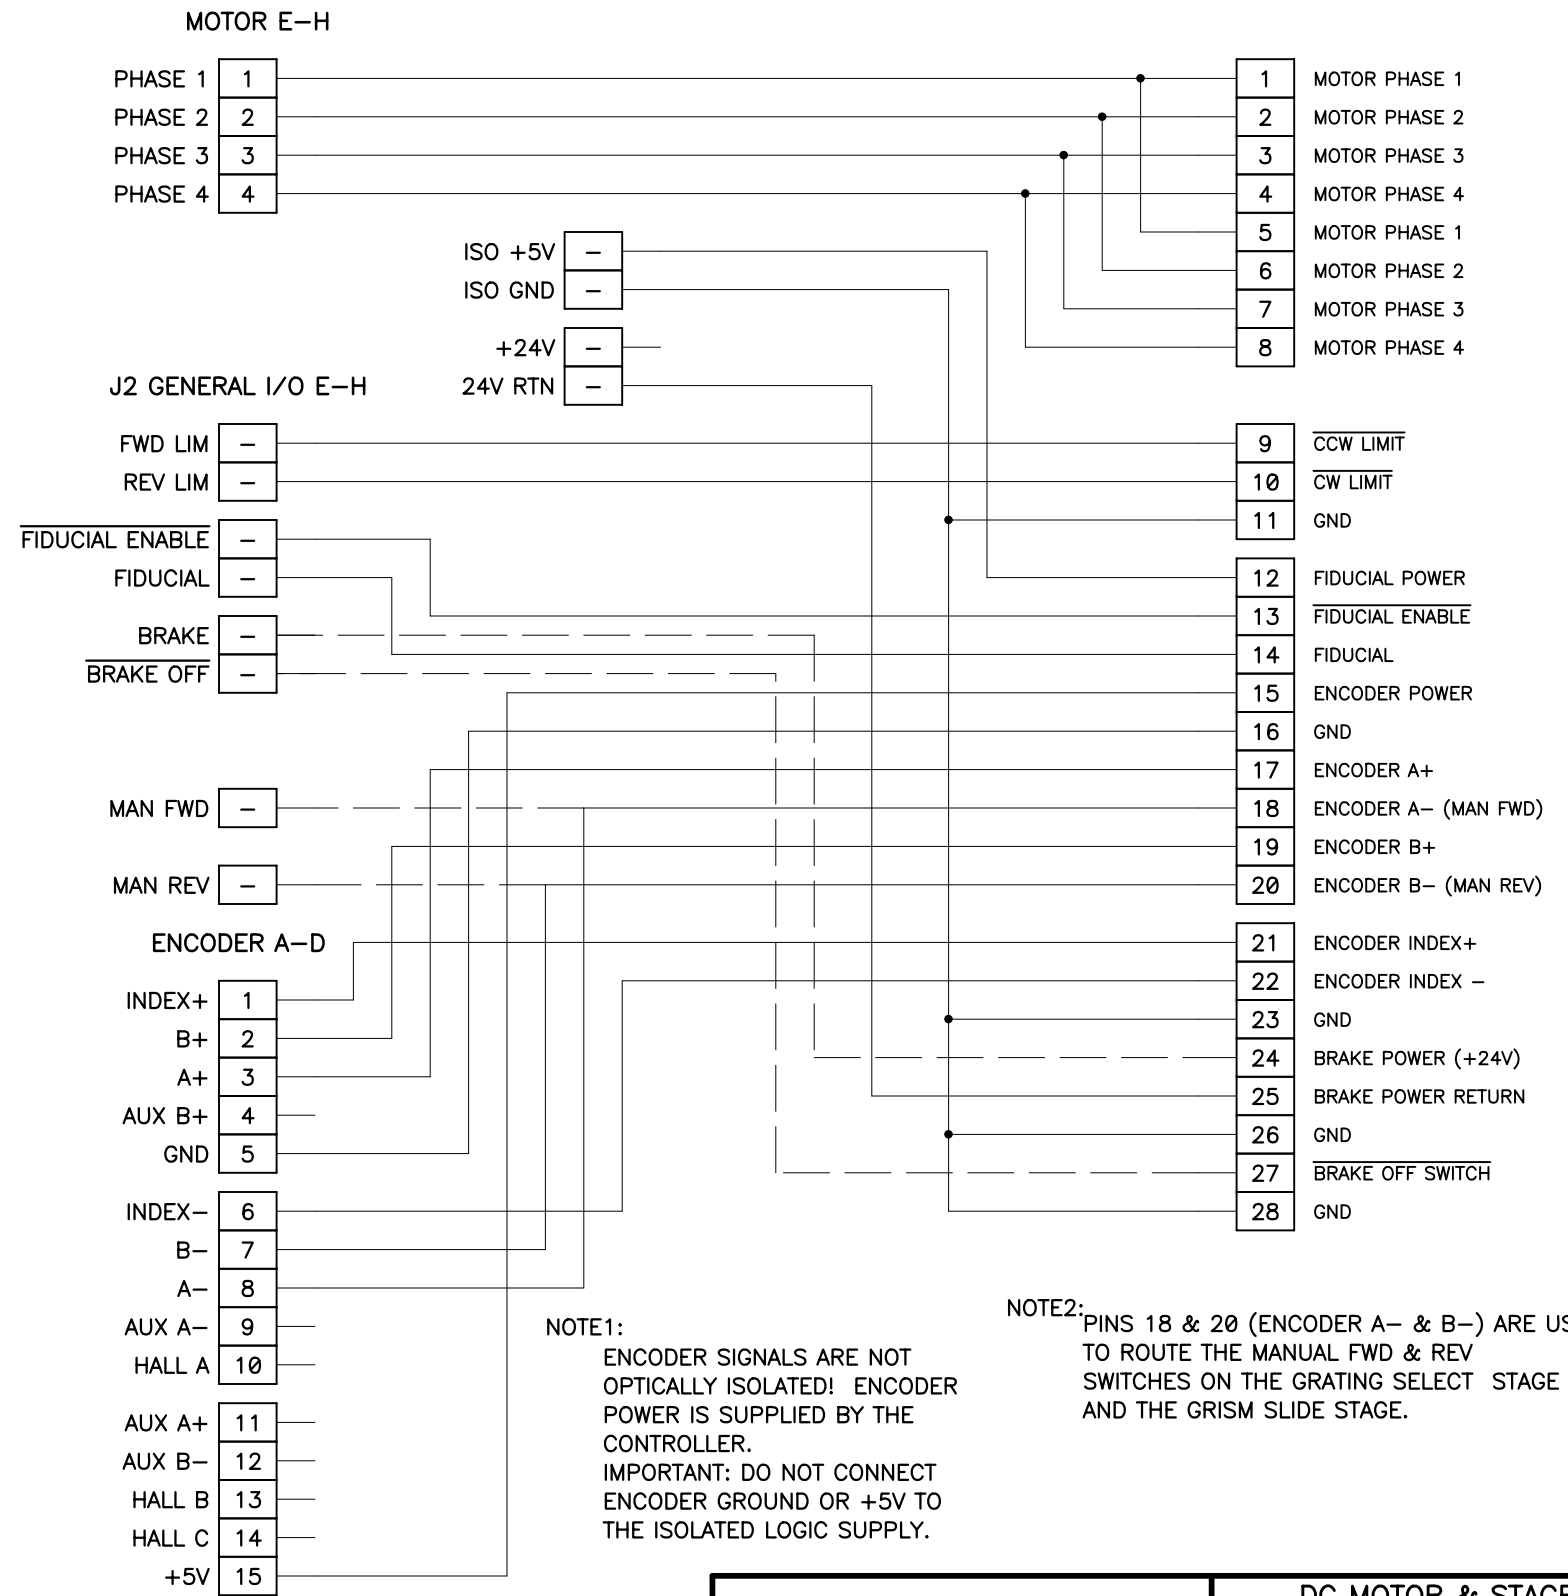 MOTOR E-H
PHASE 1 1
PHASE 2 2
PHASE 3 3
PHASE 4 4
1 MOTOR PHASE 1
2 MOTOR PHASE 2
3 MOTOR PHASE 3
4 MOTOR PHASE 4
5 MOTOR PHASE 1
6 MOTOR PHASE 2
7 MOTOR PHASE 3
8 MOTOR PHASE 4
ISO +5V -
ISO GND -
+24V -
24V RTN -
J2 GENERAL I/O E-H
FWD LIM -
REV LIM -
FIDUCIAL ENABLE -
FIDUCIAL -
BRAKE -
BRAKE OFF -
MAN FWD -
MAN REV -
9 CCW LIMIT
10 CW LIMIT
11 GND
12 FIDUCIAL POWER
13 FIDUCIAL ENABLE
14 FIDUCIAL
15 ENCODER POWER
16 GND
17 ENCODER A+
18 ENCODER A- (MAN FWD)
19 ENCODER B+
20 ENCODER B- (MAN REV)
21 ENCODER INDEX+
22 ENCODER INDEX -
23 GND
24 BRAKE POWER (+24V)
25 BRAKE POWER RETURN
26 GND
27 BRAKE OFF SWITCH
28 GND
ENCODER A-D
INDEX+ 1
B+ 2
A+ 3
AUX B+ 4
GND 5
INDEX- 6
B- 7
A- 8
AUX A- 9
HALL A 10
AUX A+ 11
AUX B- 12
HALL B 13
HALL C 14
+5V 15
NOTE1:
ENCODER SIGNALS ARE NOT
OPTICALLY ISOLATED! ENCODER
POWER IS SUPPLIED BY THE
CONTROLLER.
IMPORTANT: DO NOT CONNECT
ENCODER GROUND OR +5V TO
THE ISOLATED LOGIC SUPPLY.
NOTE2:
PINS 18 & 20 (ENCODER A- & B-) ARE
TO ROUTE THE MANUAL FWD & REV
SWITCHES ON THE GRATING SELECT STAGE
AND THE GRISM SLIDE STAGE.
DC MOTOR & STAGE